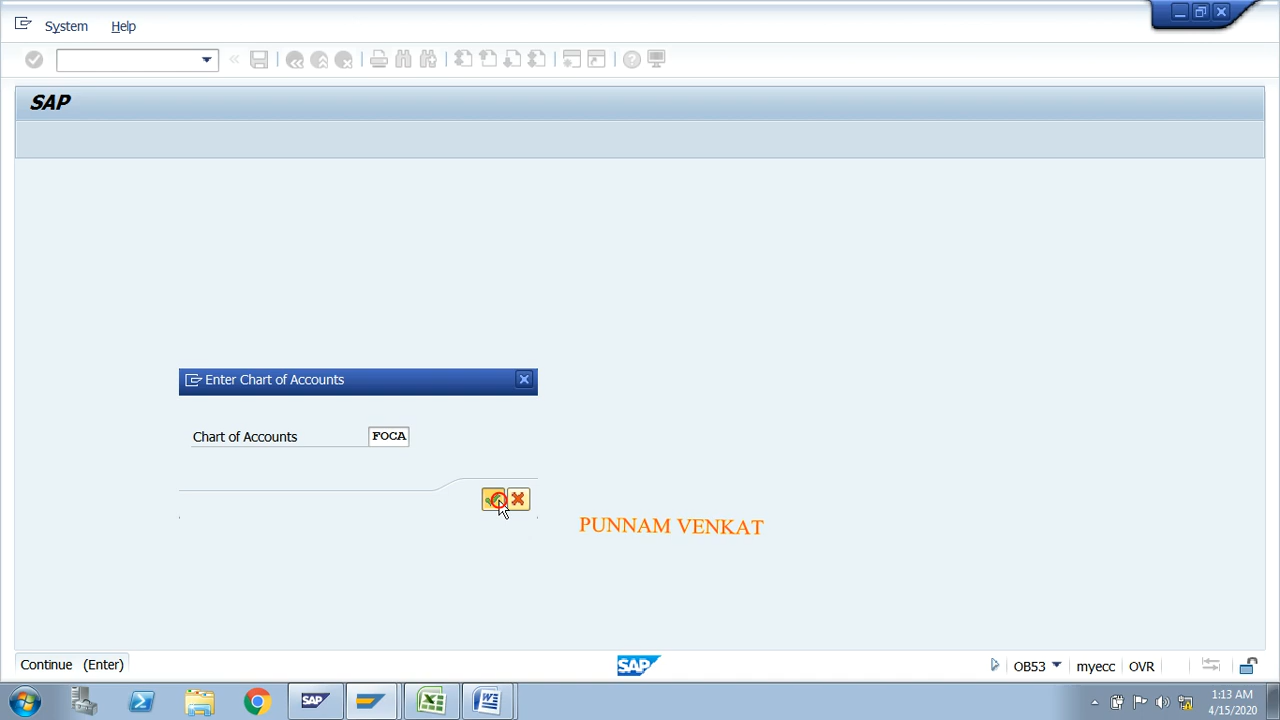 System Help
SAP
Enter Chart of Accounts
Chart of Accounts FOCA
PUNNAM VENKAT
Continue (Enter)
SAP
OB53 myecc OVR
SAP
1:13 AM
4/15/2020